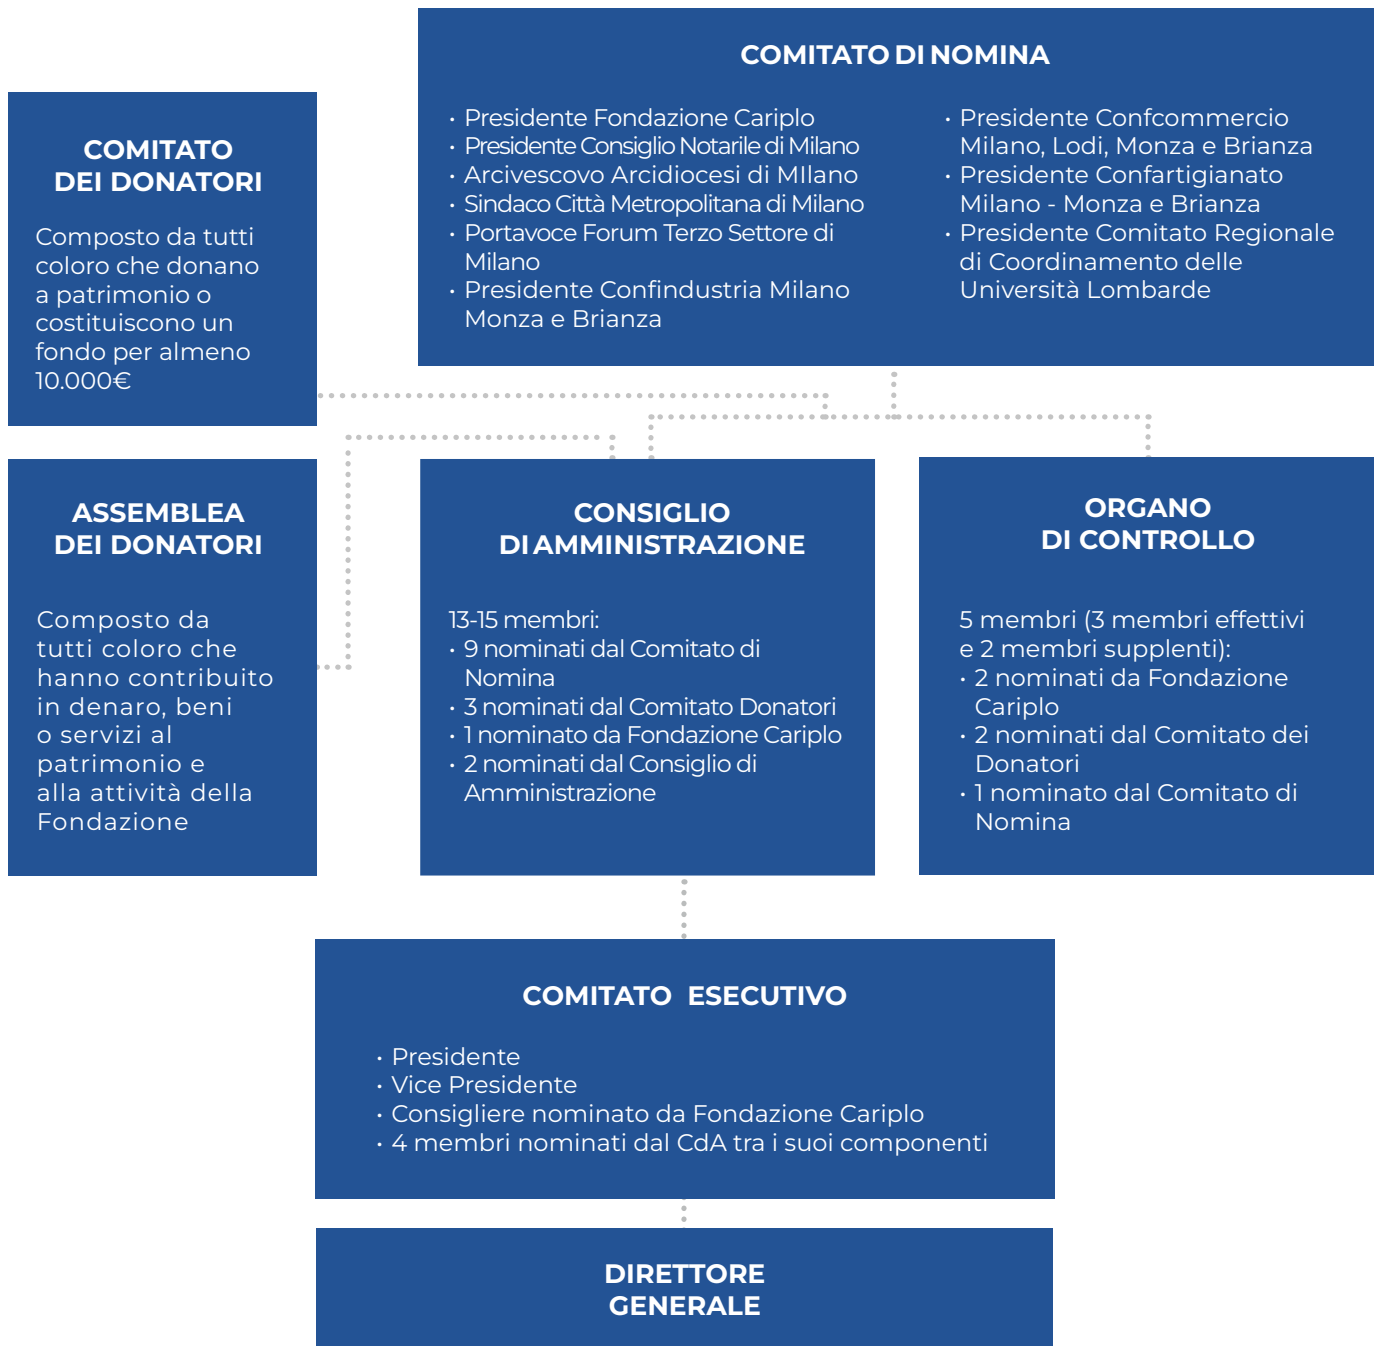 COMITATO DI NOMINA
• Presidente Fondazione Cariplo
• Presidente Consiglio Notarile di Milano
• Arcivescovo Arcidiocesi di MIlano
• Sindaco Città Metropolitana di Milano
• Portavoce Forum Terzo Settore di
Milano
• Presidente Confindustria Milano
Monza e Brianza
• Presidente Confcommercio
Milano, Lodi, Monza e Brianza
• Presidente Confartigianato
Milano - Monza e Brianza
• Presidente Comitato Regionale
di Coordinamento delle
Università Lombarde
COMITATO
DEI DONATORI
Composto da tutti
coloro che donano
a patrimonio o
costituiscono un
fondo per almeno
10.000€
ASSEMBLEA
DEI DONATORI
Composto da
tutti coloro che
hanno contribuito
in denaro, beni
o servizi al
patrimonio e
alla attività della
Fondazione
CONSIGLIO
DI AMMINISTRAZIONE
13-15 membri:
• 9 nominati dal Comitato di
Nomina
• 3 nominati dal Comitato Donatori
• 1 nominato da Fondazione Cariplo
• 2 nominati dal Consiglio di
Amministrazione
ORGANO
DI CONTROLLO
5 membri (3 membri effettivi
e 2 membri supplenti):
• 2 nominati da Fondazione
Cariplo
• 2 nominati dal Comitato dei
Donatori
• 1 nominato dal Comitato di
Nomina
COMITATO ESECUTIVO
• Presidente
• Vice Presidente
• Consigliere nominato da Fondazione Cariplo
• 4 membri nominati dal CdA tra i suoi componenti
DIRETTORE
GENERALE